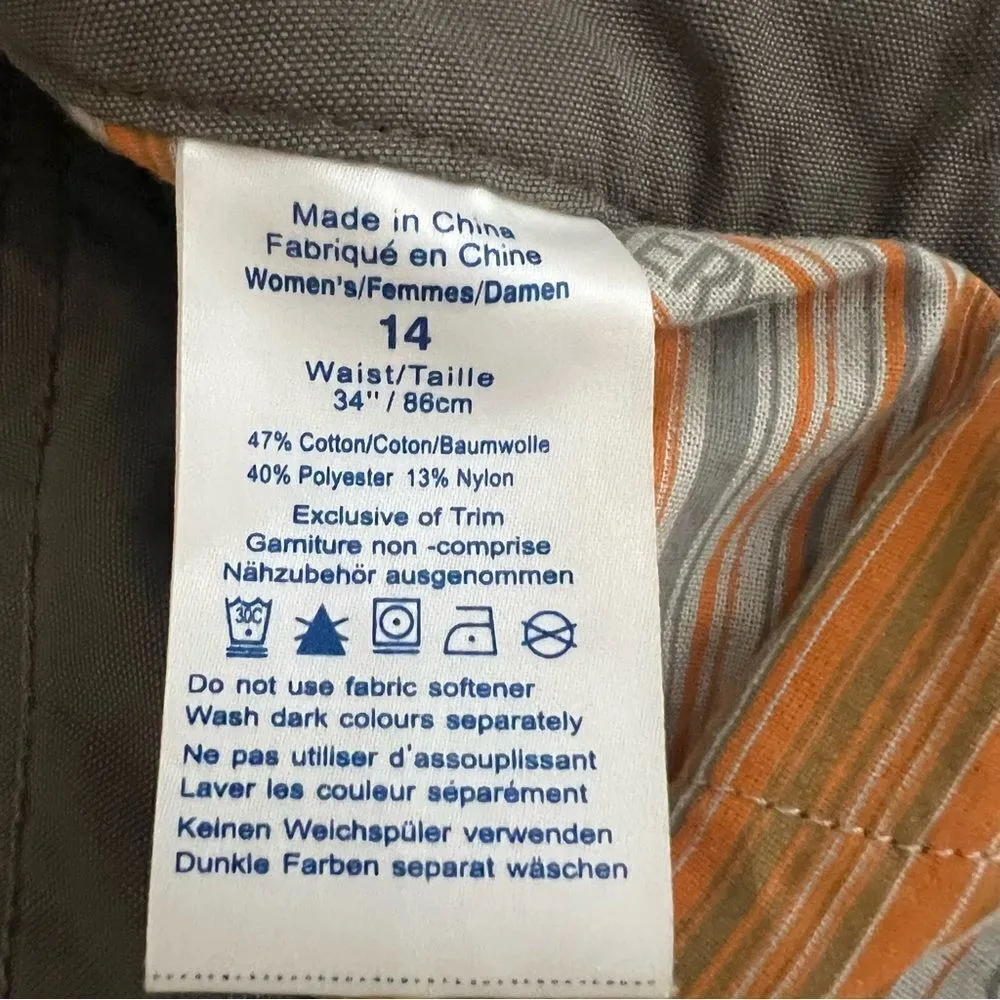 Made in China
Fabriqué en Chine
Women's/Femmes/Damen
14
Waist/Taille
34"/86cm
47% Cotton/Coton/Baumwolle
40% Polyester 13% Nylon
Exclusive of Trim
Garniture non -comprise
Nähzubehör ausgenommen
30C
Do not use fabric softener
Wash dark colours separately
Ne pas utiliser d'assouplissant
Laver les couleur séparément
Keinen Weichspüler verwenden
Dunkle Farben separat wäschen